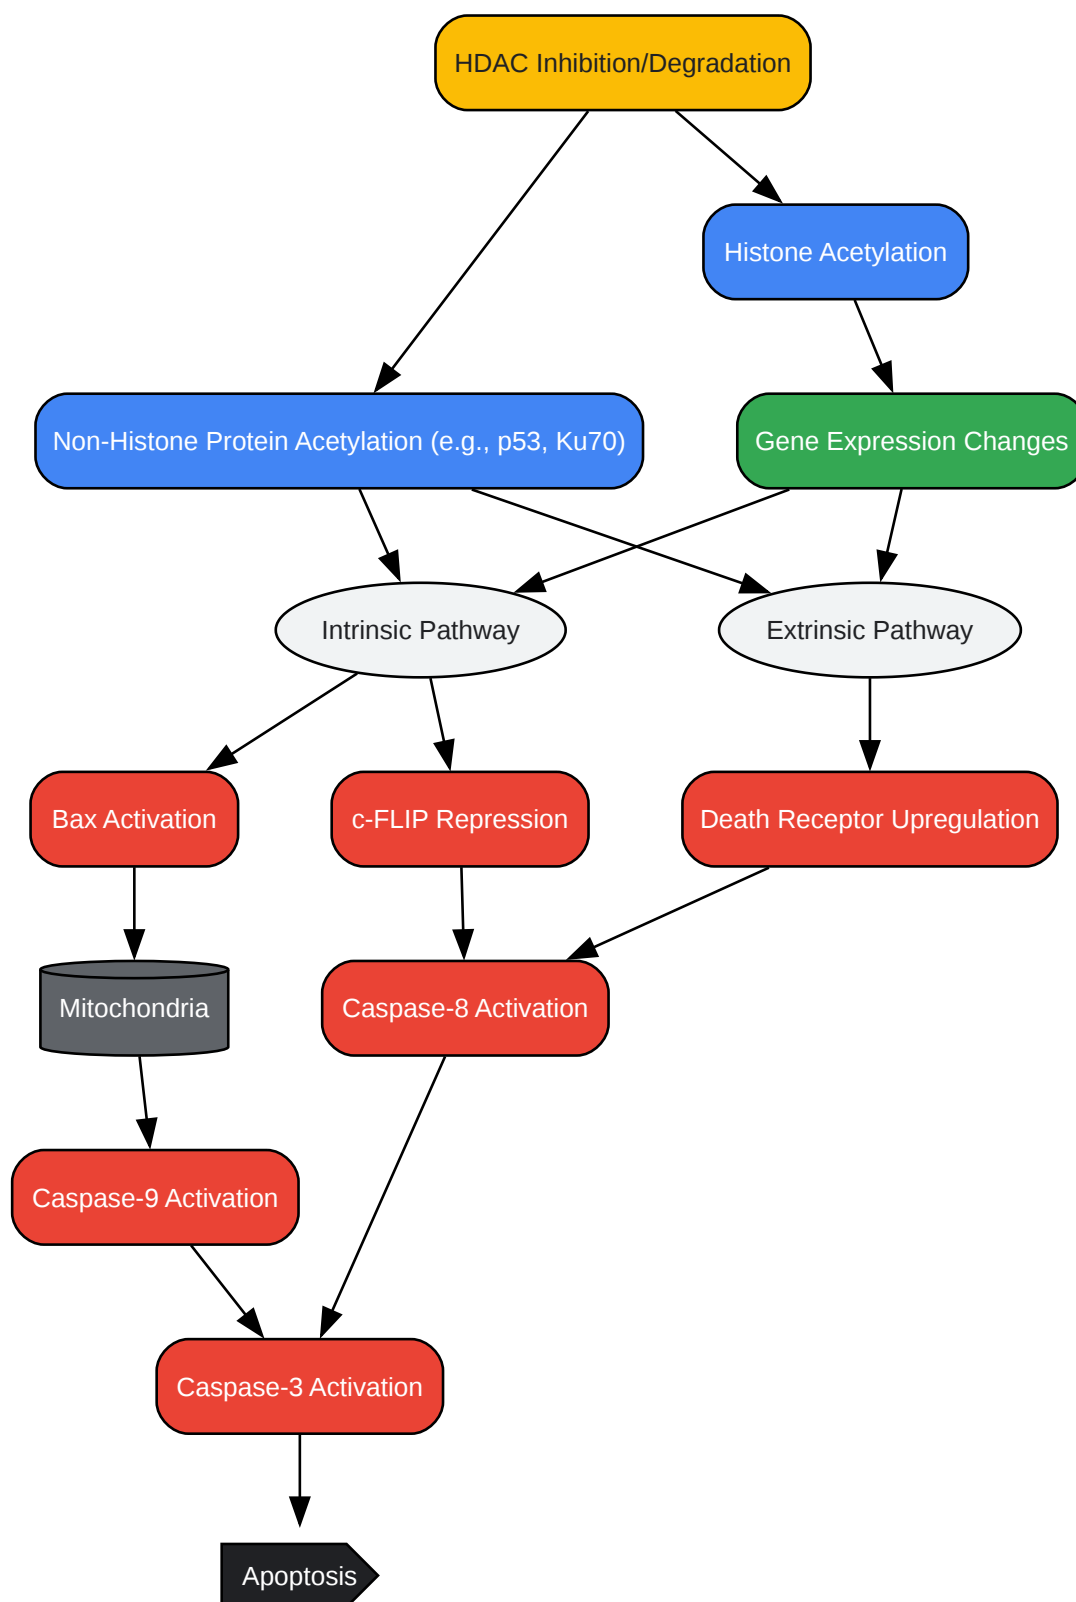 HDAC Inhibition/Degradation
Histone Acetylation
Non-Histone Protein Acetylation (e.g., p53, Ku70)
Gene Expression Changes
Intrinsic Pathway
Extrinsic Pathway
Bax Activation
c-FLIP Repression
Death Receptor Upregulation
Mitochondria
Caspase-8 Activation
Caspase-9 Activation
Caspase-3 Activation
Apoptosis